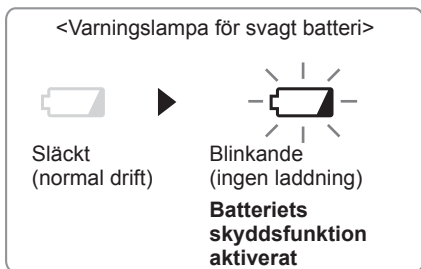 <Varningslampa för svagt batteri>
Släckt
(normal drift)
Blinkande
(ingen laddning)
Batteriets
skyddsfunktion
aktiverat